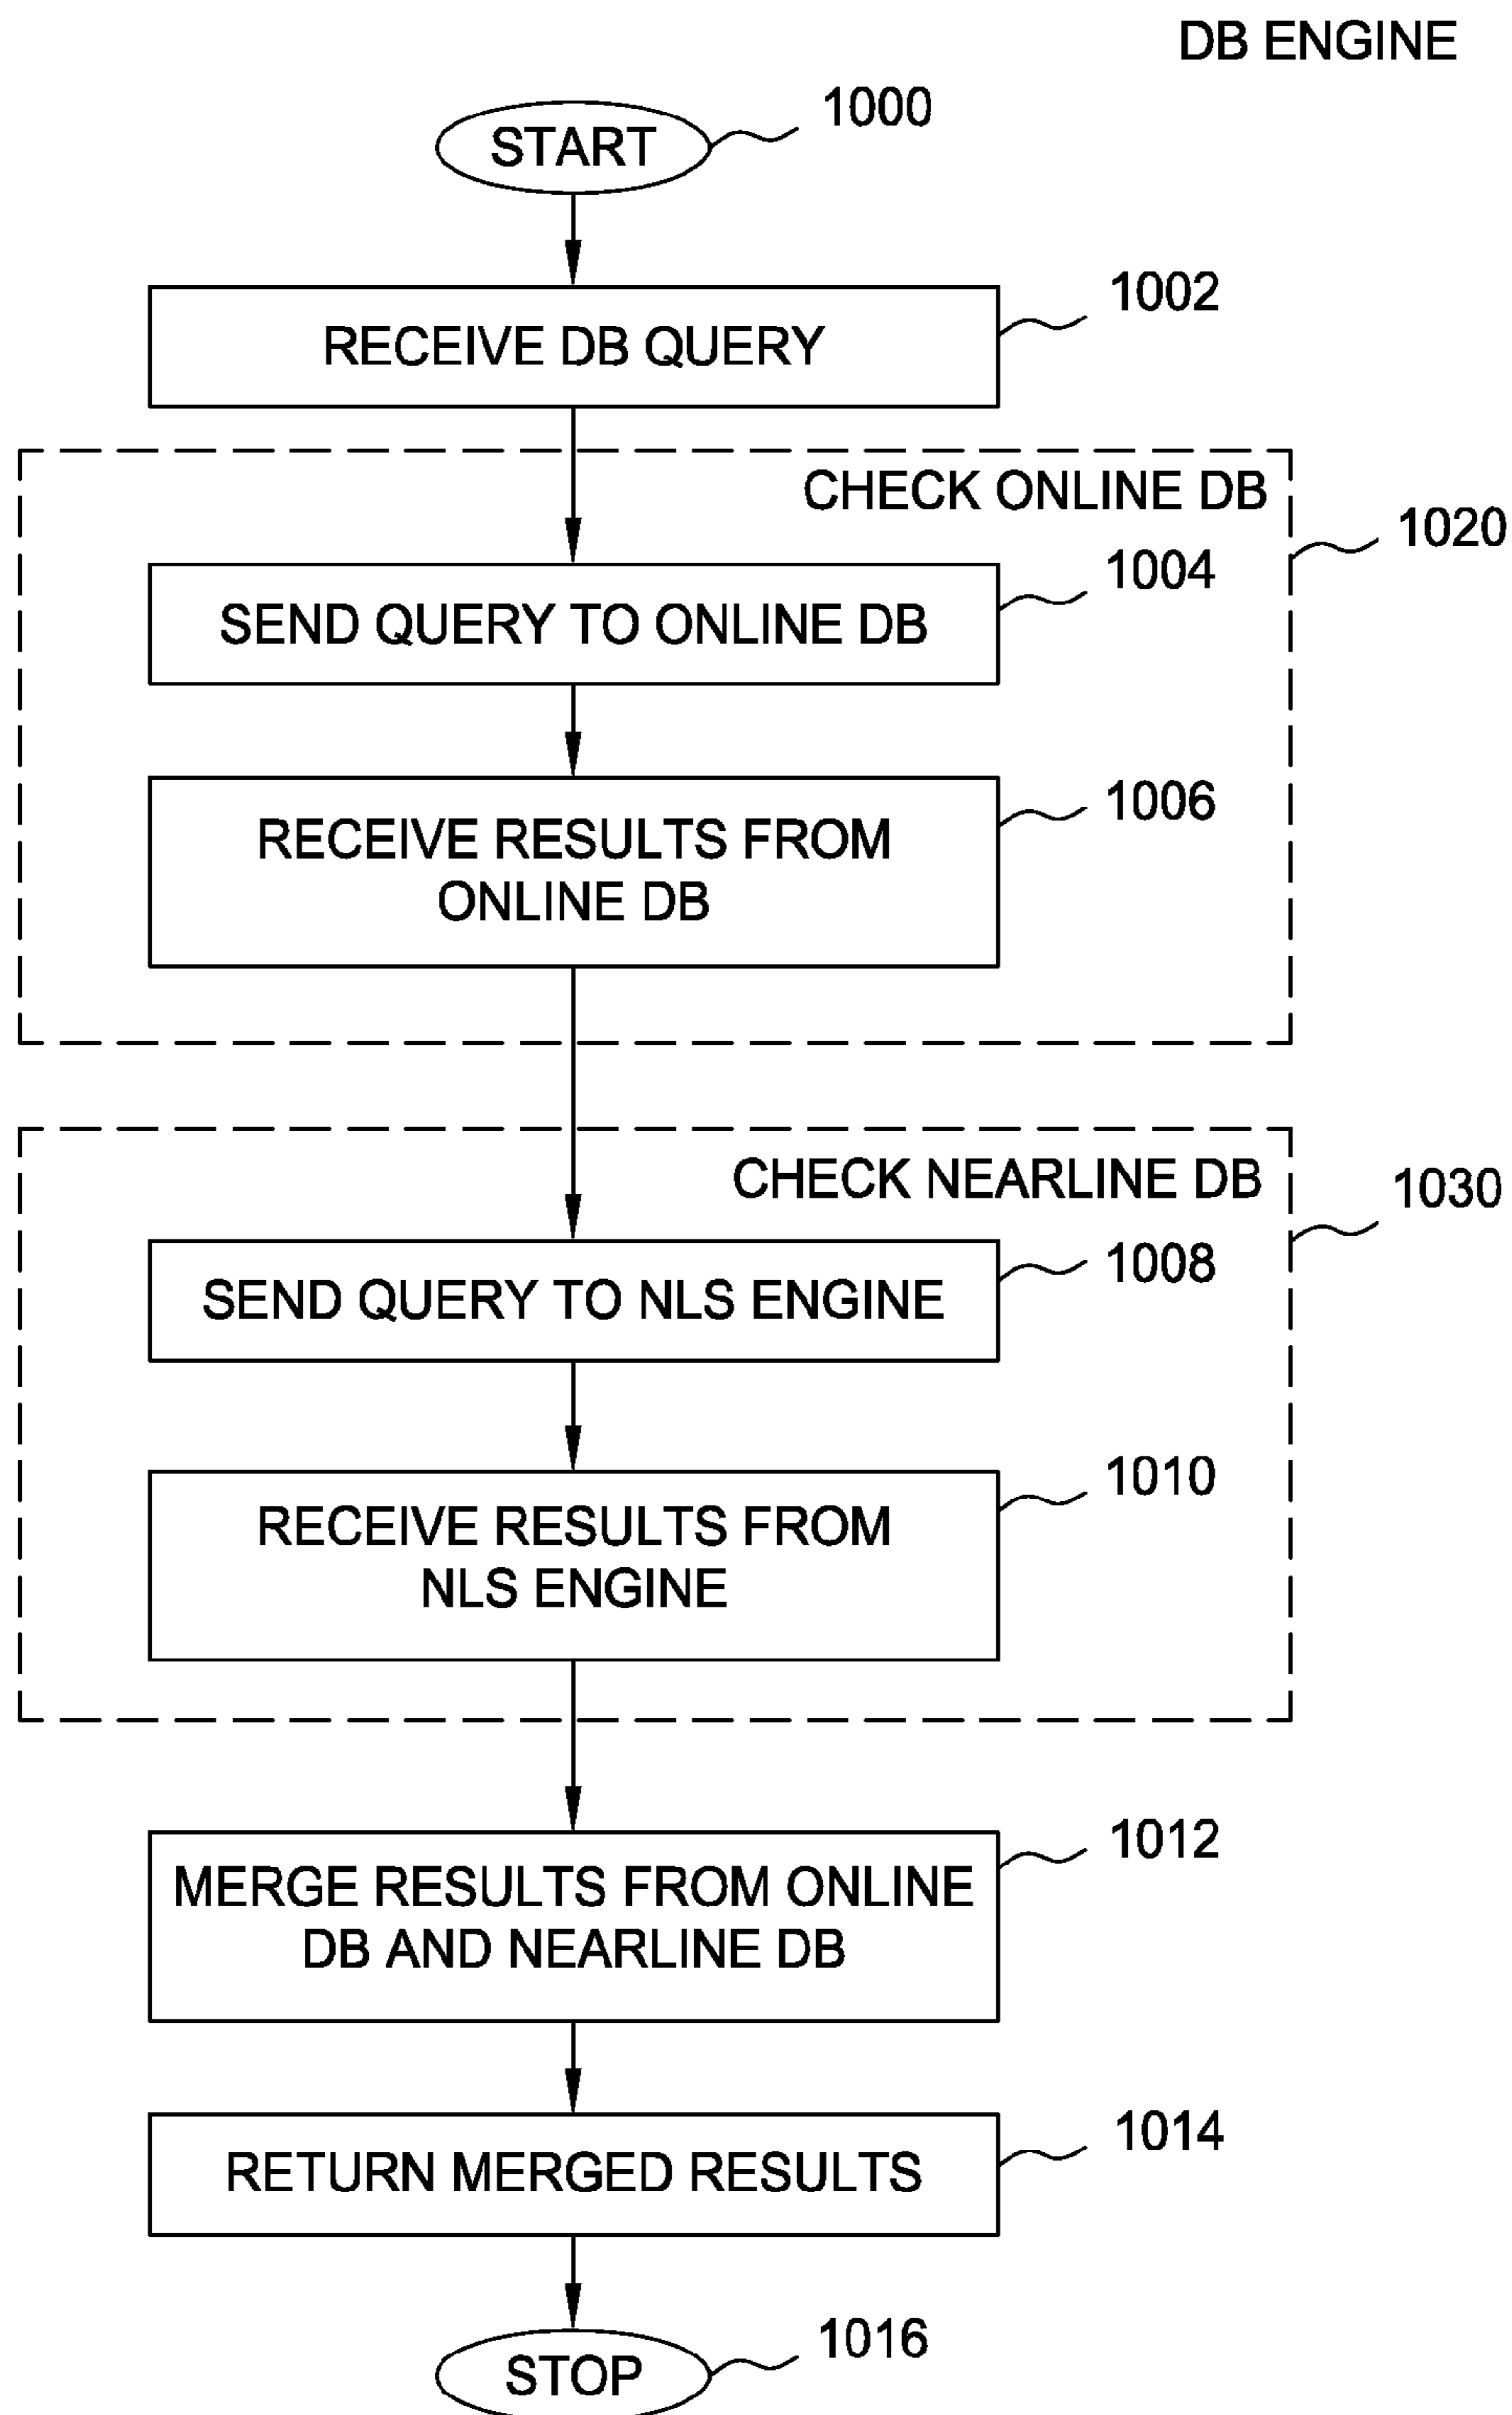 DB ENGINE
START
1000
RECEIVE DB QUERY
1002
CHECK ONLINE DB
1020
SEND QUERY TO ONLINE DB
1004
RECEIVE RESULTS FROM
ONLINE DB
1006
CHECK NEARLINE DB
1030
SEND QUERY TO NLS ENGINE
1008
RECEIVE RESULTS FROM
NLS ENGINE
1010
MERGE RESULTS FROM ONLINE
DB AND NEARLINE DB
1012
RETURN MERGED RESULTS
1014
STOP
1016